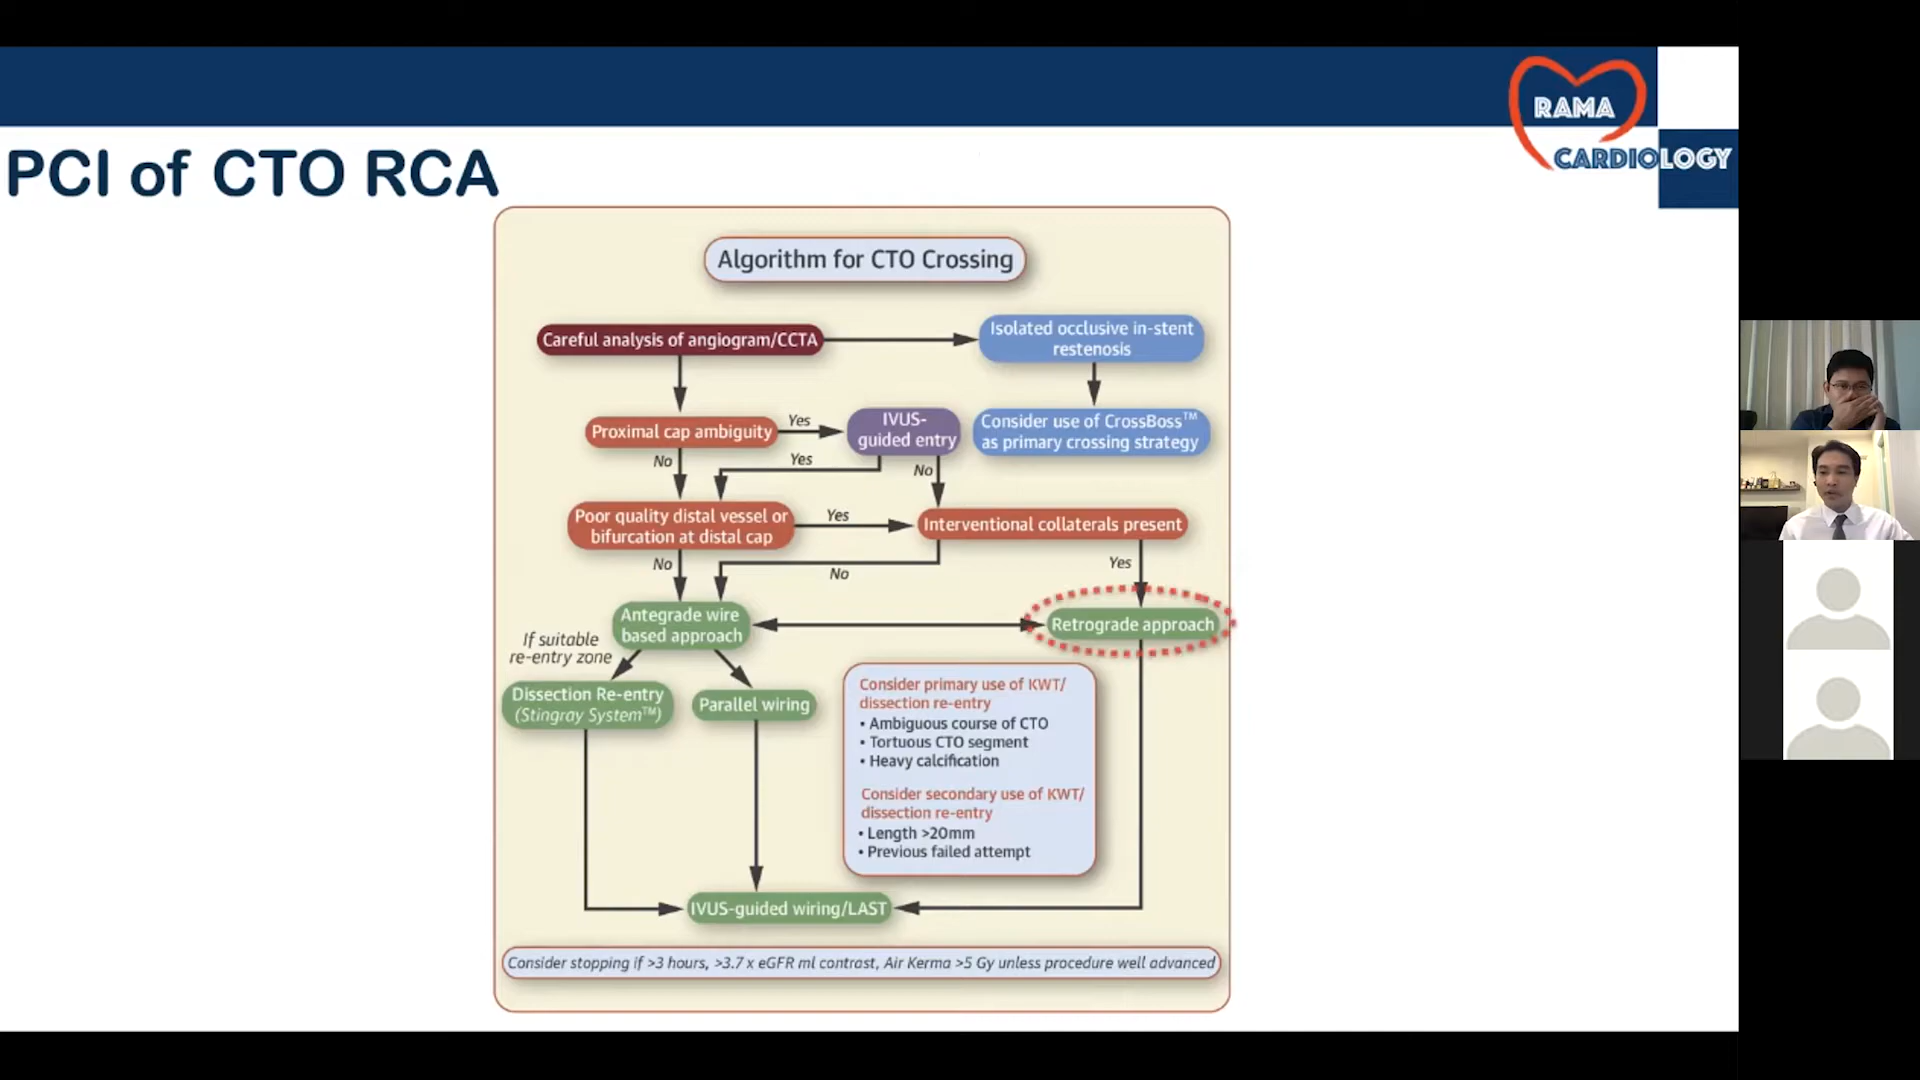 RAMA
CARDIOLOGY
PCI of CTO RCA
Algorithm for CTO Crossing
Careful analysis of angiogram/CCTA
Isolated occlusive in-stent
restenosis
Proximal cap ambiguity
Yes
IVUS-
guided entry
Consider use of CrossBoss™
as primary crossing strategy
No
Yes
No
Poor quality distal vessel or
bifurcation at distal cap
Yes
Interventional collaterals present
No
No
Yes
Antegrade wire
based approach
Retrograde approach
If suitable
re-entry zone
Dissection Re-entry
(Stingray System™)
Parallel wiring
Consider primary use of KWT/
dissection re-entry
• Ambiguous course of CTO
• Tortuous CTO segment
• Heavy calcification
Consider secondary use of KWT/
dissection re-entry
• Length >20mm
• Previous failed attempt
IVUS-guided wiring/LAST
Consider stopping if >3 hours, >3.7 x eGFR ml contrast, Air Kerma >5 Gy unless procedure well advanced